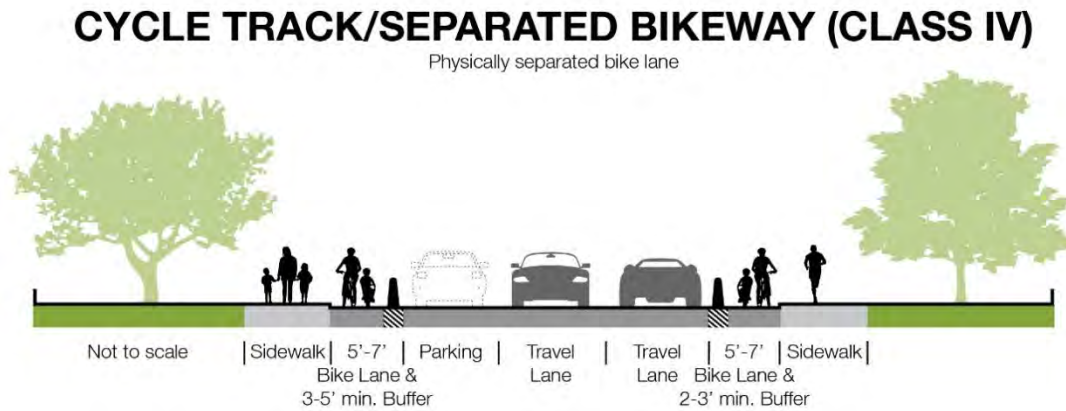 CYCLE TRACK/SEPARATED BIKEWAY (CLASS IV)
Physically separated bike lane
Not to scale
Sidewalk
5'-7'
Bike Lane &
3-5' min. Buffer
Parking
Travel
Lane
Travel
Lane
5'-7'
Bike Lane &
2-3' min. Buffer
Sidewalk